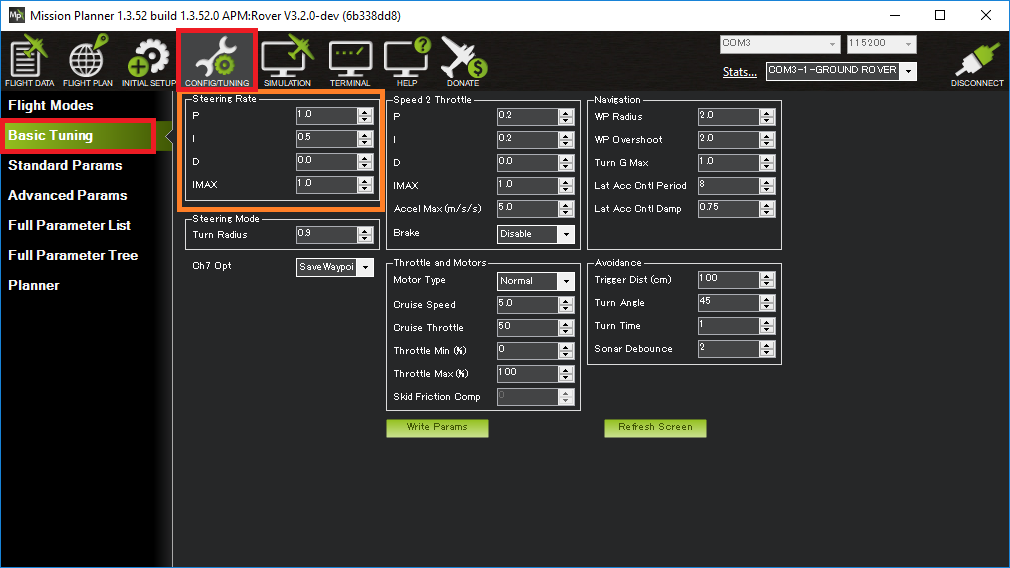 Mission Planner 1.3.52 build 1.3.52.0 APM:Rover V3.2.0-dev (6b338dd8)
FLIGHT DATA FLIGHT PLAN INITIAL SETUP CONFIG/TUNING SIMULATION TERMINAL HELP DONATE
COM3 115200
Stats... COM3-1-GROUND ROVER
DISCONNECT
Flight Modes
Basic Tuning
Standard Params
Advanced Params
Full Parameter List
Full Parameter Tree
Planner
Steering Rate
P 1.0
I 0.5
D 0.0
IMAX 1.0
Steering Mode
Turn Radius 0.9
Ch7 Opt SaveWaypoi
Speed 2 Throttle
P 0.2
I 0.2
D 0.0
IMAX 1.0
Accel Max (m/s/s) 5.0
Brake Disable
Throttle and Motors
Motor Type Normal
Cruise Speed 5.0
Cruise Throttle 50
Throttle Min (%) 0
Throttle Max (%) 100
Skid Friction Comp 0
Navigation
WP Radius 2.0
WP Overshoot 2.0
Turn G Max 1.0
Lat Acc Cntl Period 8
Lat Acc Cntl Damp 0.75
Avoidance
Trigger Dist (cm) 100
Turn Angle 45
Turn Time 1
Sonar Debounce 2
Write Params Refresh Screen